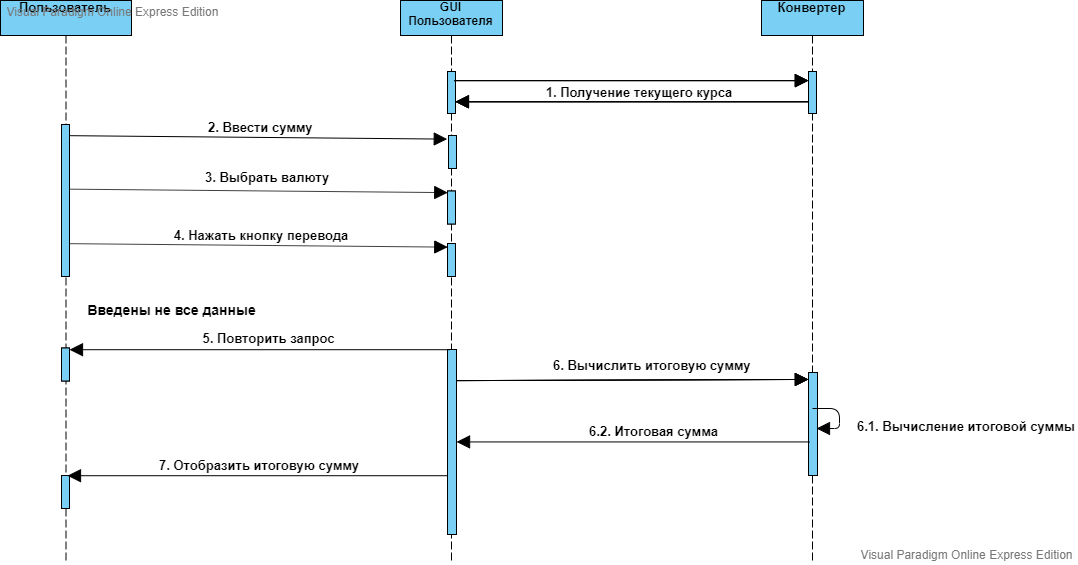 Пользователь
Visual Paradigm Online Express Edition
GUI
Пользователя
Конвертер
1. Получение текущего курса
2. Ввести сумму
3. Выбрать валюту
4. Нажать кнопку перевода
Введены не все данные
5. Повторить запрос
6. Вычислить итоговую сумму
6.1. Вычисление итоговой суммы
6.2. Итоговая сумма
7. Отобразить итоговую сумму
Visual Paradigm Online Express Edition